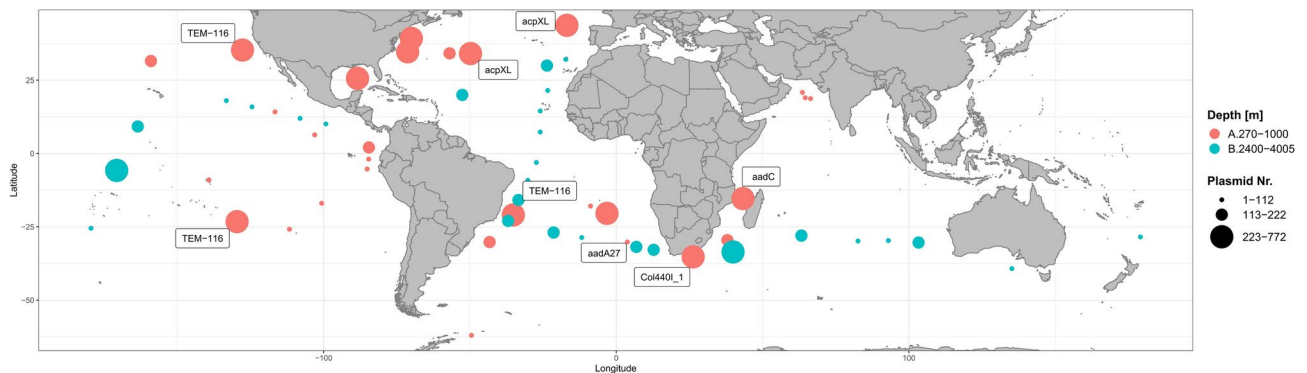 acpXL
TEM−116
acpXL
aadC
TEM−116
TEM−116
aadA27
Col440I_1
25
0
−25
−50
−100
0
100
Latitude
Longitude
Depth [m]
A.270−1000
B.2400−4005
Plasmid Nr.
1−112
113−222
223−772